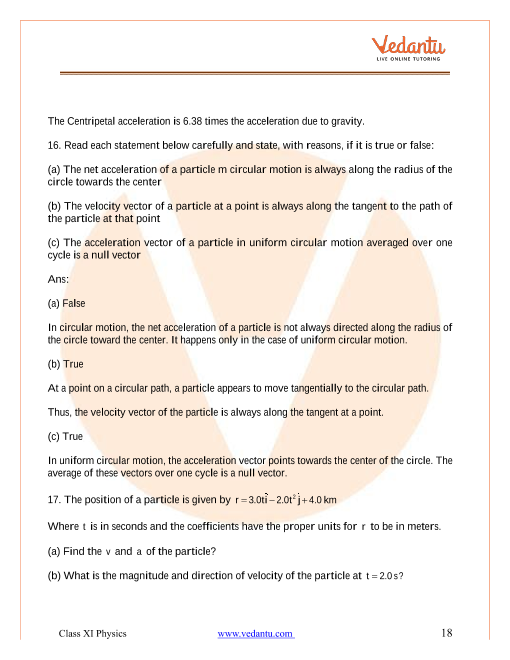 Vedantu
LIVE ONLINE TUTORING
The Centripetal acceleration is 6.38 times the acceleration due to gravity.
16. Read each statement below carefully and state, with reasons, if it is true or false:
(a) The net acceleration of a particle m circular motion is always along the radius of the
circle towards the center
(b) The velocity vector of a particle at a point is always along the tangent to the path of
the particle at that point
(c) The acceleration vector of a particle in uniform circular motion averaged over one
cycle is a null vector
Ans:
(a) False
In circular motion, the net acceleration of a particle is not always directed along the radius of
the circle toward the center. It happens only in the case of uniform circular motion.
(b) True
At a point on a circular path, a particle appears to move tangentially to the circular path.
Thus, the velocity vector of the particle is always along the tangent at a point.
(c) True
In uniform circular motion, the acceleration vector points towards the center of the circle. The
average of these vectors over one cycle is a null vector.
17. The position of a particle is given by r = 3.0tî − 2.0t² ĵ + 4.0 km
Where t is in seconds and the coefficients have the proper units for r to be in meters.
(a) Find the v and a of the particle?
(b) What is the magnitude and direction of velocity of the particle at t = 2.0 s?
Class XI Physics www.vedantu.com 18